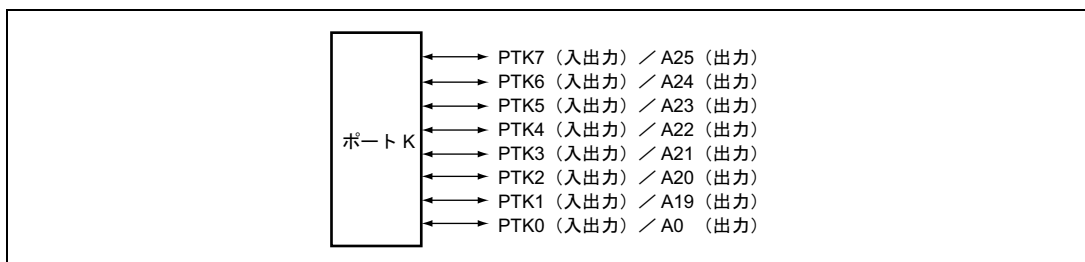 PTK7（入出力）／A25（出力）
PTK6（入出力）／A24（出力）
PTK5（入出力）／A23（出力）
PTK4（入出力）／A22（出力）
ポート K
PTK3（入出力）／A21（出力）
PTK2（入出力）／A20（出力）
PTK1（入出力）／A19（出力）
PTK0（入出力）／A0 （出力）